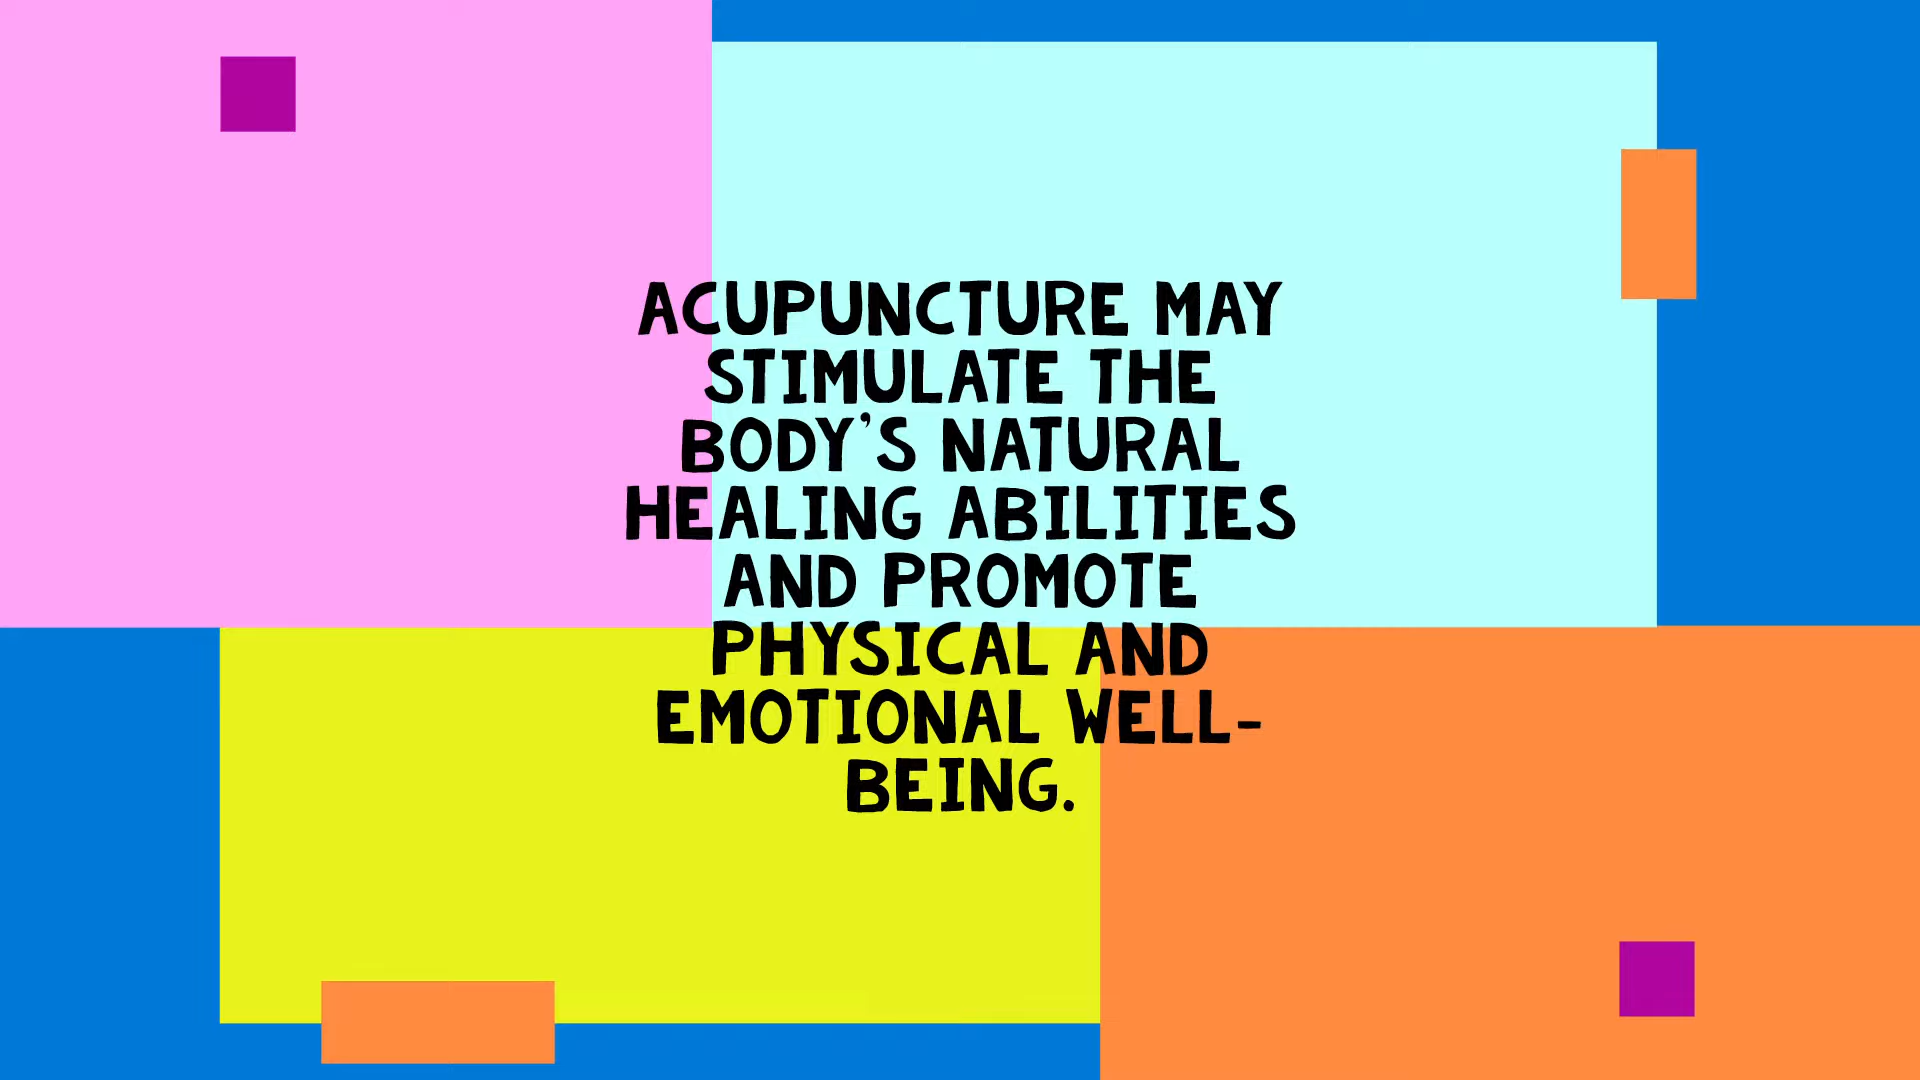 ACUPUNCTURE MAY
STIMULATE THE
BODY'S NATURAL
HEALING ABILITIES
AND PROMOTE
PHYSICAL AND
EMOTIONAL WELL-
BEING.